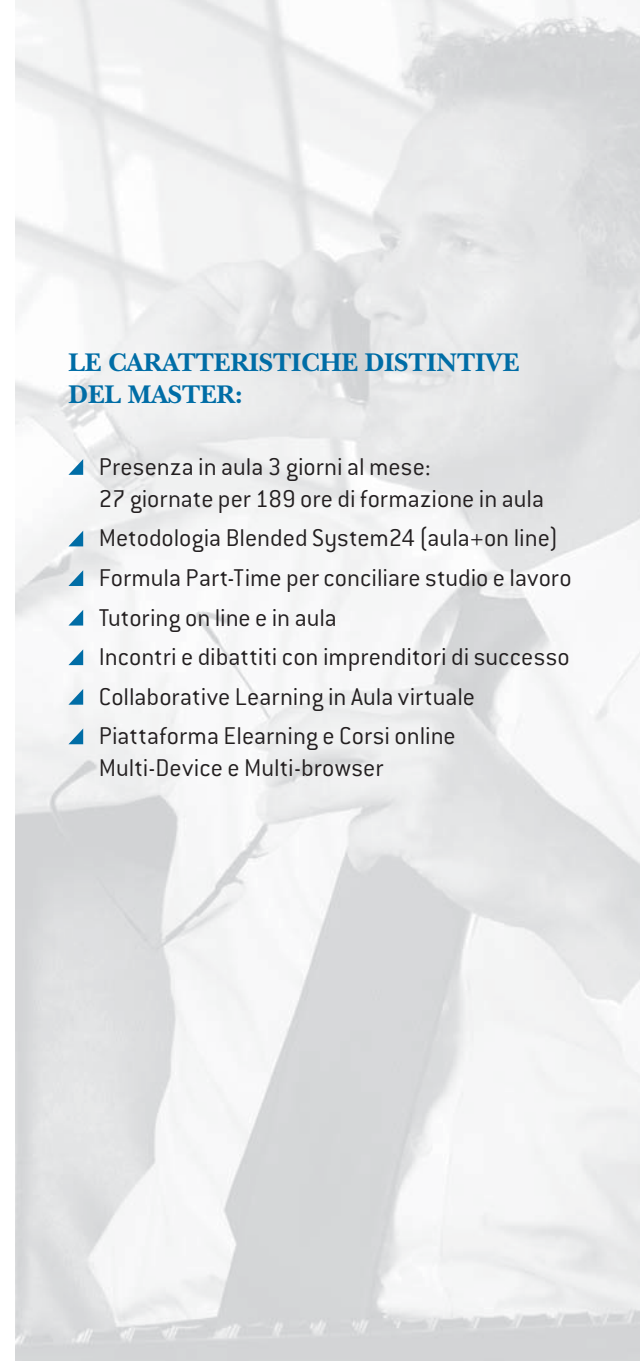 LE CARATTERISTICHE DISTINTIVE
DEL MASTER:
Presenza in aula 3 giorni al mese:
27 giornate per 189 ore di formazione in aula
Metodologia Blended System24 (aula+on line)
Formula Part-Time per conciliare studio e lavoro
Tutoring on line e in aula
Incontri e dibattiti con imprenditori di successo
Collaborative Learning in Aula virtuale
Piattaforma Elearning e Corsi online
Multi-Device e Multi-browser